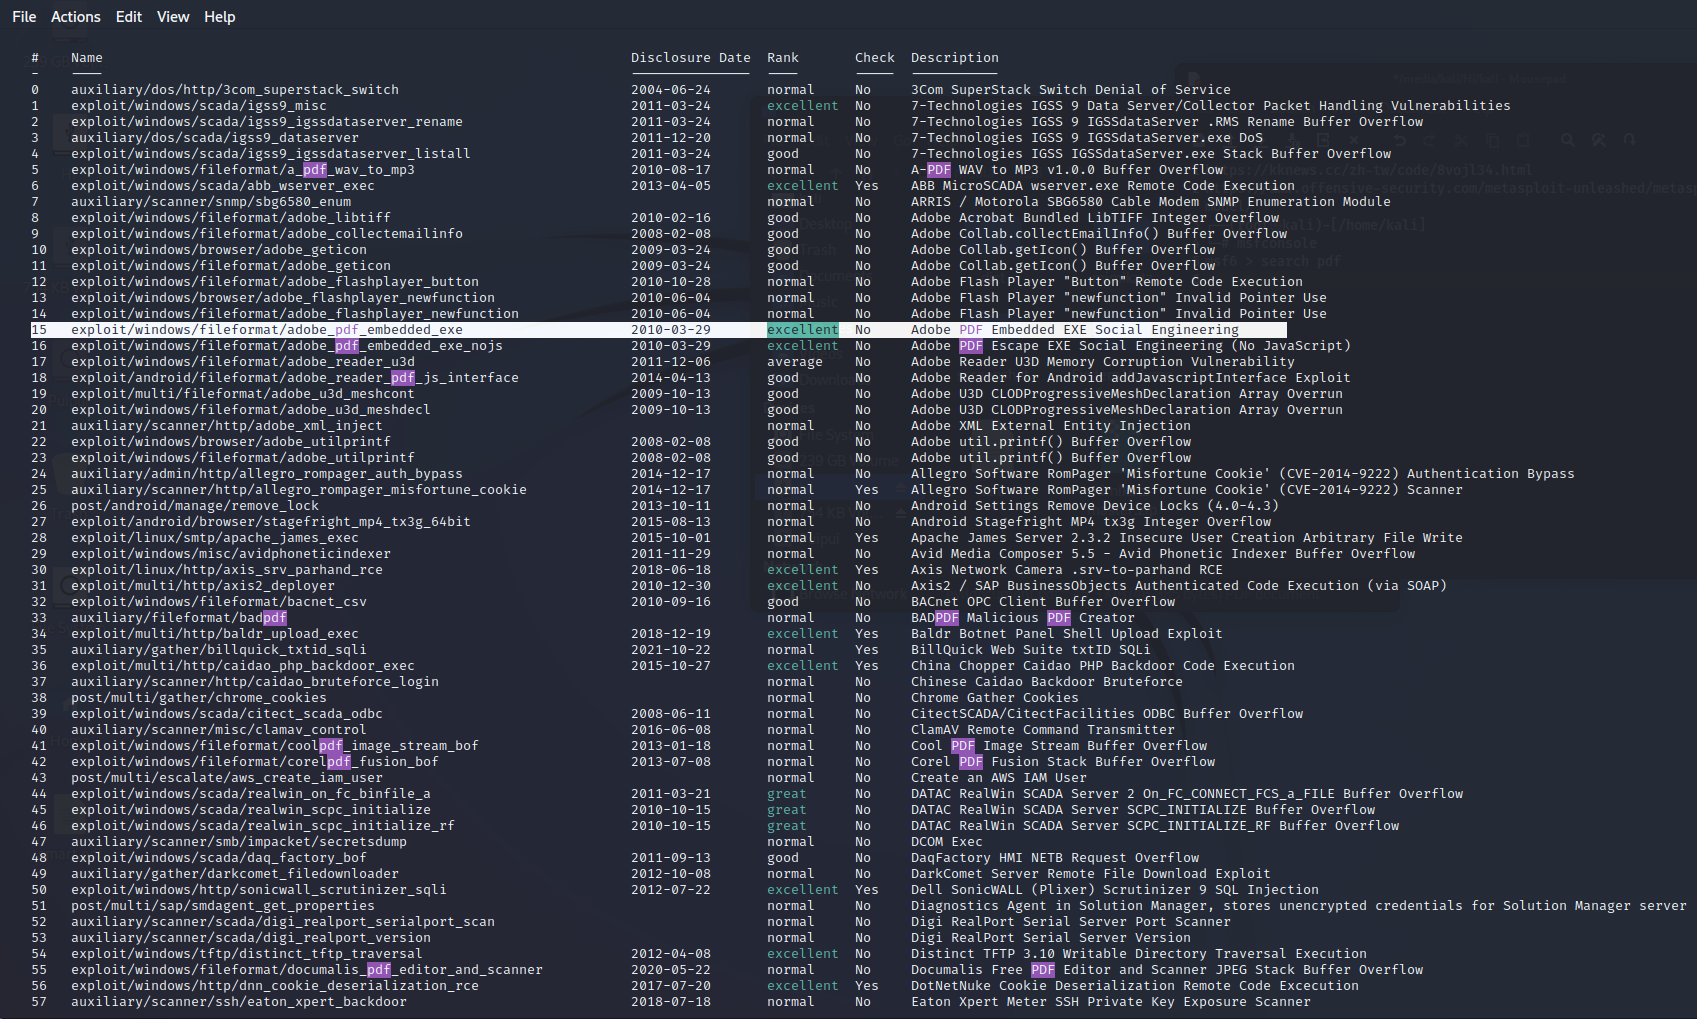 File Actions Edit View Help
# Name Disclosure Date Rank Check Description
- ---- --------------- ---- ----- -----------
0 auxiliary/dos/http/3com_superstack_switch 2004-06-24 normal No 3Com SuperStack Switch Denial of Service
1 exploit/windows/scada/igss9_misc 2011-03-24 excellent No 7-Technologies IGSS 9 Data Server/Collector Packet Handling Vulnerabilities
2 exploit/windows/scada/igss9_igssdataserver_rename 2011-03-24 normal No 7-Technologies IGSS 9 IGSSdataServer .RMS Rename Buffer Overflow
3 auxiliary/dos/scada/igss9_dataserver 2011-12-20 normal No 7-Technologies IGSS 9 IGSSdataServer.exe DoS
4 exploit/windows/scada/igss9_igssdataserver_listall 2011-03-24 good No 7-Technologies IGSS IGSSdataServer.exe Stack Buffer Overflow
5 exploit/windows/fileformat/a_pdf_wav_to_mp3 2010-08-17 normal No A-PDF WAV to MP3 v1.0.0 Buffer Overflow
6 exploit/windows/scada/abb_wserver_exec 2013-04-05 excellent Yes ABB MicroSCADA wserver.exe Remote Code Execution
7 auxiliary/scanner/snmp/sbg6580_enum normal No ARRIS / Motorola SBG6580 Cable Modem SNMP Enumeration Module
8 exploit/windows/fileformat/adobe_libtiff 2010-02-16 good No Adobe Acrobat Bundled LibTIFF Integer Overflow
9 exploit/windows/fileformat/adobe_collectemailinfo 2008-02-08 good No Adobe Collab.collectEmailInfo() Buffer Overflow
10 exploit/windows/browser/adobe_geticon 2009-03-24 good No Adobe Collab.getIcon() Buffer Overflow
11 exploit/windows/fileformat/adobe_geticon 2009-03-24 good No Adobe Collab.getIcon() Buffer Overflow
12 exploit/windows/fileformat/adobe_flashplayer_button 2010-10-28 normal No Adobe Flash Player "Button" Remote Code Execution
13 exploit/windows/browser/adobe_flashplayer_newfunction 2010-06-04 normal No Adobe Flash Player "newfunction" Invalid Pointer Use
14 exploit/windows/fileformat/adobe_flashplayer_newfunction 2010-06-04 normal No Adobe Flash Player "newfunction" Invalid Pointer Use
15 exploit/windows/fileformat/adobe_pdf_embedded_exe 2010-03-29 excellent No Adobe PDF Embedded EXE Social Engineering
16 exploit/windows/fileformat/adobe_pdf_embedded_exe_nojs 2010-03-29 excellent No Adobe PDF Escape EXE Social Engineering (No JavaScript)
17 exploit/windows/fileformat/adobe_reader_u3d 2011-12-06 average No Adobe Reader U3D Memory Corruption Vulnerability
18 exploit/android/fileformat/adobe_reader_pdf_js_interface 2014-04-13 good No Adobe Reader for Android addJavascriptInterface Exploit
19 exploit/multi/fileformat/adobe_u3d_meshcont 2009-10-13 good No Adobe U3D CLODProgressiveMeshDeclaration Array Overrun
20 exploit/windows/fileformat/adobe_u3d_meshdecl 2009-10-13 good No Adobe U3D CLODProgressiveMeshDeclaration Array Overrun
21 auxiliary/scanner/http/adobe_xml_inject normal No Adobe XML External Entity Injection
22 exploit/windows/browser/adobe_utilprintf 2008-02-08 good No Adobe util.printf() Buffer Overflow
23 exploit/windows/fileformat/adobe_utilprintf 2008-02-08 good No Adobe util.printf() Buffer Overflow
24 auxiliary/admin/http/allegro_rompager_auth_bypass 2014-12-17 normal No Allegro Software RomPager 'Misfortune Cookie' (CVE-2014-9222) Authentication Bypass
25 auxiliary/scanner/http/allegro_rompager_misfortune_cookie 2014-12-17 normal Yes Allegro Software RomPager 'Misfortune Cookie' (CVE-2014-9222) Scanner
26 post/android/manage/remove_lock 2013-10-11 normal No Android Settings Remove Device Locks (4.0-4.3)
27 exploit/android/browser/stagefright_mp4_tx3g_64bit 2015-08-13 normal No Android Stagefright MP4 tx3g Integer Overflow
28 exploit/linux/smtp/apache_james_exec 2015-10-01 normal Yes Apache James Server 2.3.2 Insecure User Creation Arbitrary File Write
29 exploit/windows/misc/avidphoneticindexer 2011-11-29 normal No Avid Media Composer 5.5 - Avid Phonetic Indexer Buffer Overflow
30 exploit/linux/http/axis_srv_parhand_rce 2018-06-18 excellent Yes Axis Network Camera .srv-to-parhand RCE
31 exploit/multi/http/axis2_deployer 2010-12-30 excellent No Axis2 / SAP BusinessObjects Authenticated Code Execution (via SOAP)
32 exploit/windows/fileformat/bacnet_csv 2010-09-16 good No BACnet OPC Client Buffer Overflow
33 auxiliary/fileformat/badpdf normal No BADPDF Malicious PDF Creator
34 exploit/multi/http/baldr_upload_exec 2018-12-19 excellent Yes Baldr Botnet Panel Shell Upload Exploit
35 auxiliary/gather/billquick_txtid_sqli 2021-10-22 normal Yes BillQuick Web Suite txtID SQLi
36 exploit/multi/http/caidao_php_backdoor_exec 2015-10-27 excellent Yes China Chopper Caidao PHP Backdoor Code Execution
37 auxiliary/scanner/http/caidao_bruteforce_login normal No Chinese Caidao Backdoor Bruteforce
38 post/multi/gather/chrome_cookies normal No Chrome Gather Cookies
39 exploit/windows/scada/citect_scada_odbc 2008-06-11 normal No CitectSCADA/CitectFacilities ODBC Buffer Overflow
40 auxiliary/scanner/misc/clamav_control 2016-06-08 normal No ClamAV Remote Command Transmitter
41 exploit/windows/fileformat/coolpdf_image_stream_bof 2013-01-18 normal No Cool PDF Image Stream Buffer Overflow
42 exploit/windows/fileformat/corelpdf_fusion_bof 2013-07-08 normal No Corel PDF Fusion Stack Buffer Overflow
43 post/multi/escalate/aws_create_iam_user normal No Create an AWS IAM User
44 exploit/windows/scada/realwin_on_fc_binfile_a 2011-03-21 great No DATAC RealWin SCADA Server 2 On_FC_CONNECT_FCS_a_FILE Buffer Overflow
45 exploit/windows/scada/realwin_scpc_initialize 2010-10-15 great No DATAC RealWin SCADA Server SCPC_INITIALIZE Buffer Overflow
46 exploit/windows/scada/realwin_scpc_initialize_rf 2010-10-15 great No DATAC RealWin SCADA Server SCPC_INITIALIZE_RF Buffer Overflow
47 auxiliary/scanner/smb/impacket/secretsdump normal No DCOM Exec
48 exploit/windows/scada/daq_factory_bof 2011-09-13 good No DaqFactory HMI NETB Request Overflow
49 auxiliary/gather/darkcomet_filedownloader 2012-10-08 normal No DarkComet Server Remote File Download Exploit
50 exploit/windows/http/sonicwall_scrutinizer_sqli 2012-07-22 excellent Yes Dell SonicWALL (Plixer) Scrutinizer 9 SQL Injection
51 post/multi/sap/smdagent_get_properties normal No Diagnostics Agent in Solution Manager, stores unencrypted credentials for Solution Manager server
52 auxiliary/scanner/scada/digi_realport_serialport_scan normal No Digi RealPort Serial Server Port Scanner
53 auxiliary/scanner/scada/digi_realport_version normal No Digi RealPort Serial Server Version
54 exploit/windows/tftp/distinct_tftp_traversal 2012-04-08 excellent No Distinct TFTP 3.10 Writable Directory Traversal Execution
55 exploit/windows/fileformat/documalis_pdf_editor_and_scanner 2020-05-22 normal No Documalis Free PDF Editor and Scanner JPEG Stack Buffer Overflow
56 exploit/windows/http/dnn_cookie_deserialization_rce 2017-07-20 excellent Yes DotNetNuke Cookie Deserialization Remote Code Excecution
57 auxiliary/scanner/ssh/eaton_xpert_backdoor 2018-07-18 normal No Eaton Xpert Meter SSH Private Key Exposure Scanner